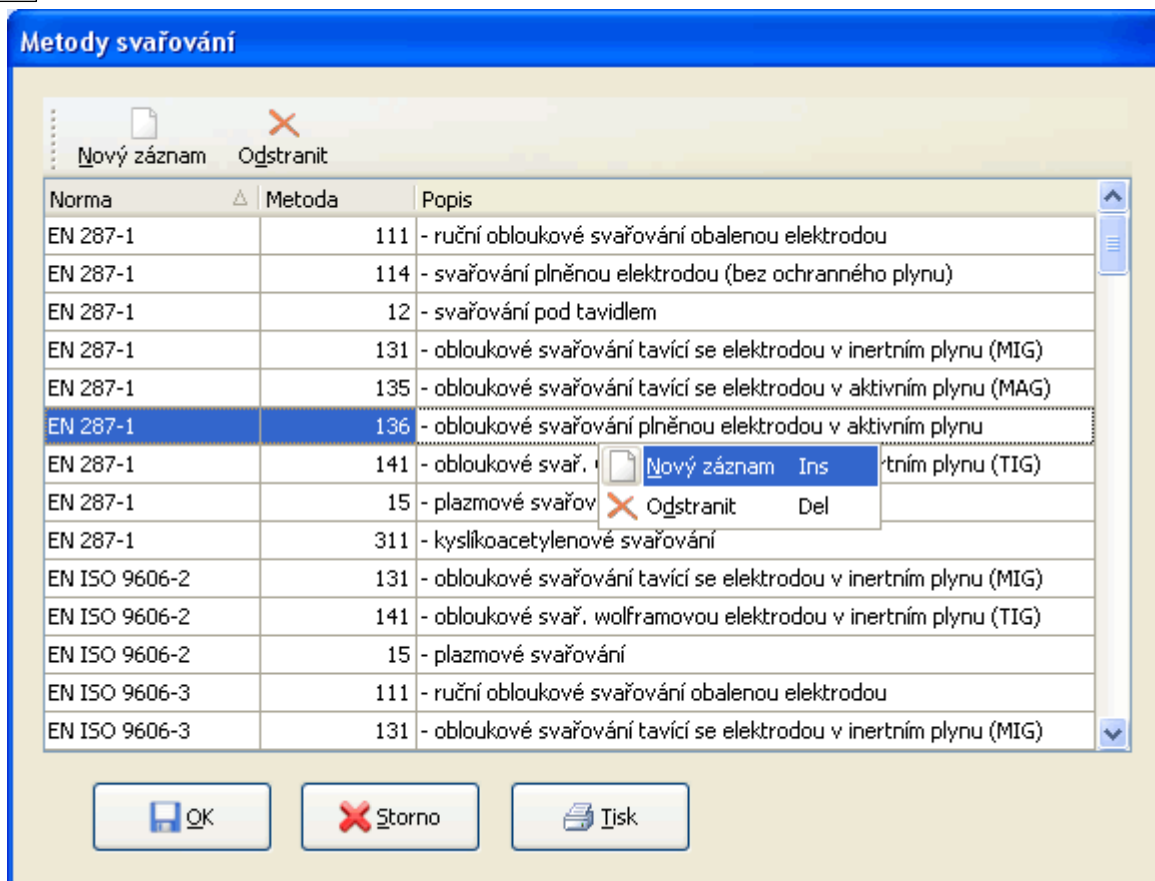 Metody svařování
Nový záznam Odstranit
Norma Metoda Popis
EN 287-1 111 - ruční obloukové svařování obalenou elektrodou
EN 287-1 114 - svařování plněnou elektrodou (bez ochranného plynu)
EN 287-1 12 - svařování pod tavidlem
EN 287-1 131 - obloukové svařování tavící se elektrodou v inertním plynu (MIG)
EN 287-1 135 - obloukové svařování tavící se elektrodou v aktivním plynu (MAG)
EN 287-1 136 - obloukové svařování plněnou elektrodou v aktivním plynu
EN 287-1 141 - obloukové svař. rtním plynu (TIG)
Nový záznam Ins
EN 287-1 15 - plazmové svařov
Odstranit Del
EN 287-1 311 - kyslíkoacetylenové svařování
EN ISO 9606-2 131 - obloukové svařování tavící se elektrodou v inertním plynu (MIG)
EN ISO 9606-2 141 - obloukové svař. wolframovou elektrodou v inertním plynu (TIG)
EN ISO 9606-2 15 - plazmové svařování
EN ISO 9606-3 111 - ruční obloukové svařování obalenou elektrodou
EN ISO 9606-3 131 - obloukové svařování tavící se elektrodou v inertním plynu (MIG)
OK Storno Tisk